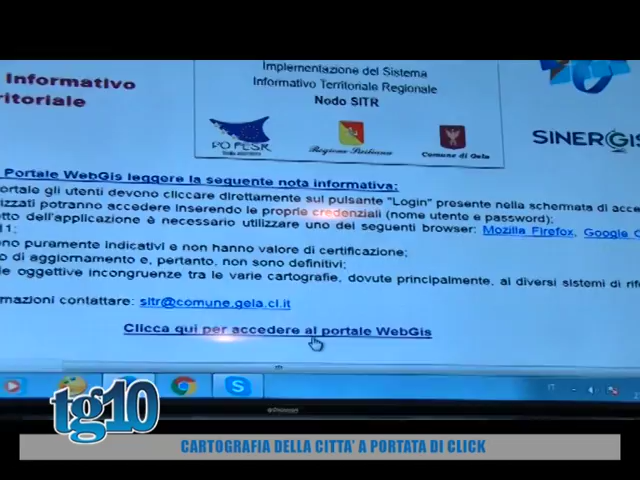 Informativo
ritoriale
Implementazione del Sistema
Informativo Territoriale Regionale
Nodo SITR
PO FESR
Regione Siciliana
Comune di Gela
SINERGIS
Portale WebGis leggere la seguente nota informativa:
ortale gli utenti devono cliccare direttamente sul pulsante "Login" presente nella schermata di acce
izzati potranno accedere inserendo le proprie credenziali (nome utente e password);
tto dell'applicazione è necessario utilizzare uno dei seguenti browser: Mozilla Firefox, Google C
11;
no puramente indicativi e non hanno valore di certificazione;
o di aggiornamento e, pertanto, non sono definitivi;
le oggettive incongruenze tra le varie cartografie, dovute principalmente, ai diversi sistemi di rife
rmazioni contattare: sitr@comune.gela.cl.it
Clicca qui per accedere al portale WebGis
IT
tg10
CARTOGRAFIA DELLA CITTA' A PORTATA DI CLICK